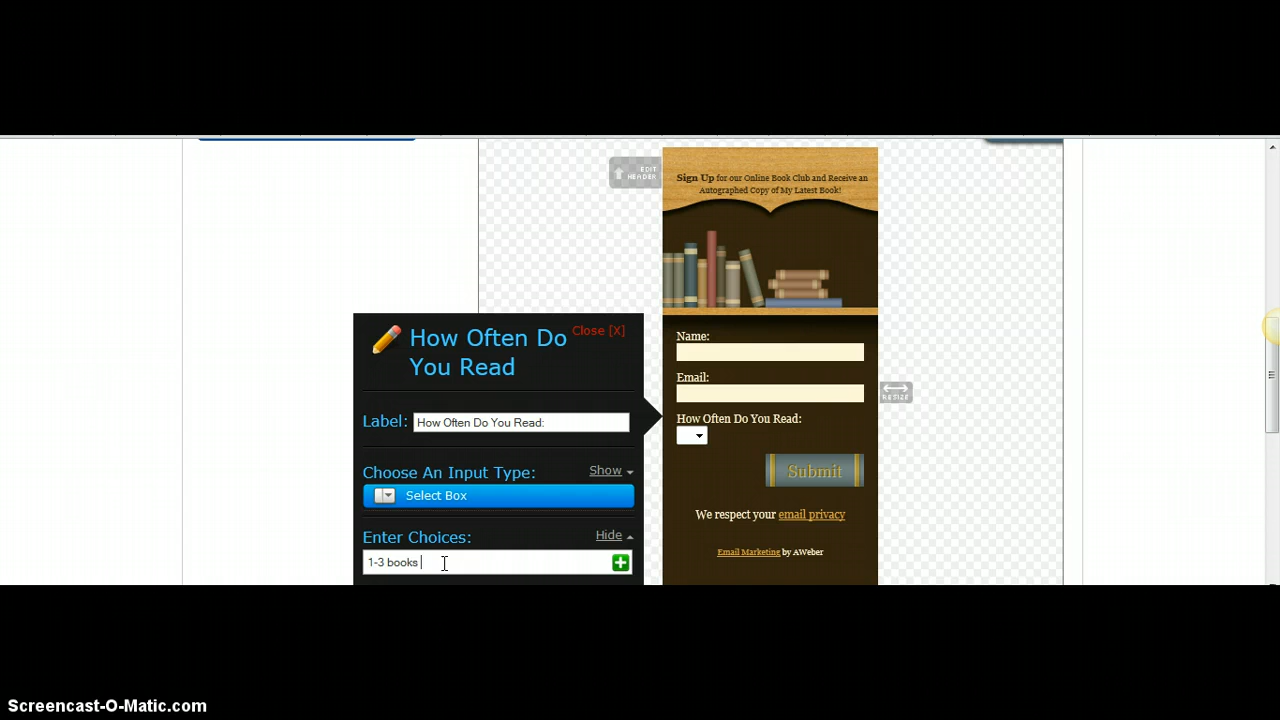 EDIT
HEADER
Sign Up for our Online Book Club and Receive an
Autographed Copy of My Latest Book!
How Often Do
You Read
Close [X]
Label: How Often Do You Read:
Choose An Input Type: Show
Select Box
Enter Choices: Hide
1-3 books
Name:
Email:
RESIZE
How Often Do You Read:
Submit
We respect your email privacy
Email Marketing by AWeber
Screencast-O-Matic.com